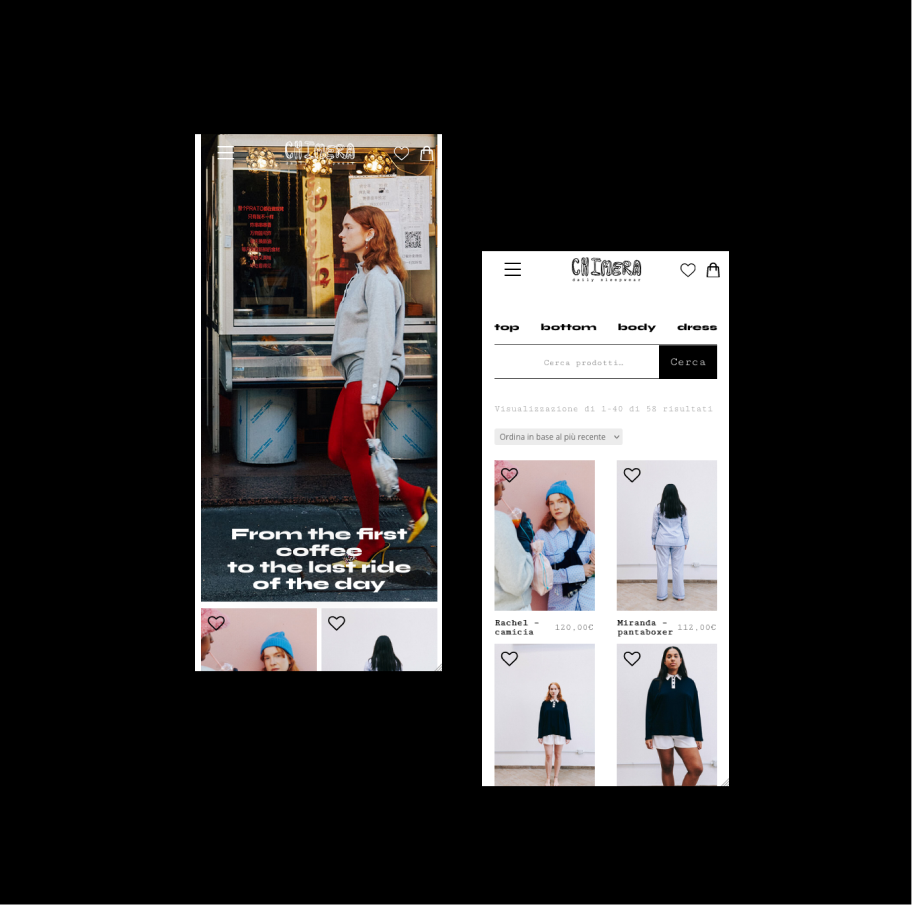 CHIMERA
From the first
coffee
to the last ride
of the day
CHIMERA
daily sleepwear
top bottom body dress
Cerca prodotti…
Cerca
Visualizzazione di 1-40 di 58 risultati
Ordina in base al più recente
Rachel –
camicia
120,00€
Miranda –
pantaboxer
112,00€